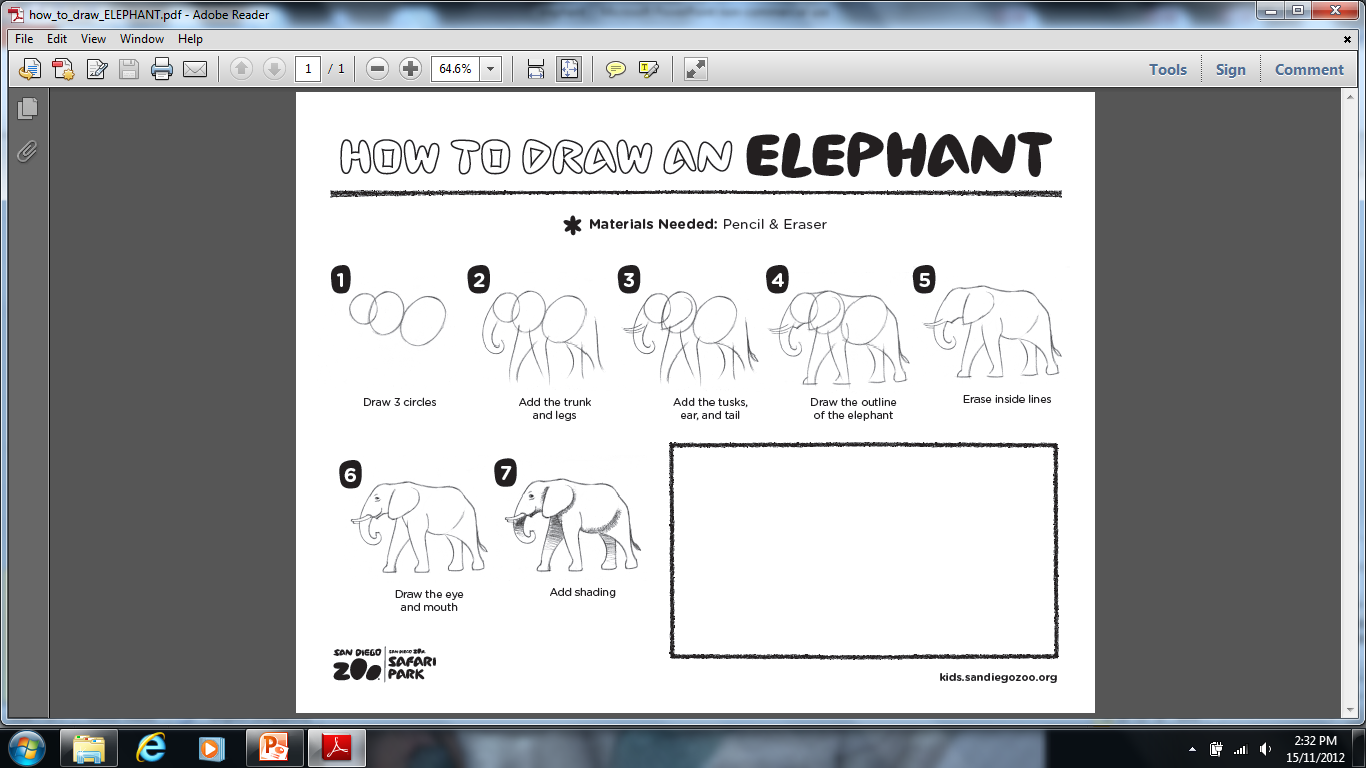 how_to_draw_ELEPHANT.pdf - Adobe Reader
File Edit View Window Help
1 / 1 64.6% Tools Sign Comment
HOW TO DRAW AN ELEPHANT
Materials Needed: Pencil & Eraser
1
Draw 3 circles
2
Add the trunk
and legs
3
Add the tusks,
ear, and tail
4
Draw the outline
of the elephant
5
Erase inside lines
6
Draw the eye
and mouth
7
Add shading
SAN DIEGO
ZOO
SAN DIEGO ZOO
SAFARI
PARK
kids.sandiegozoo.org
2:32 PM
15/11/2012